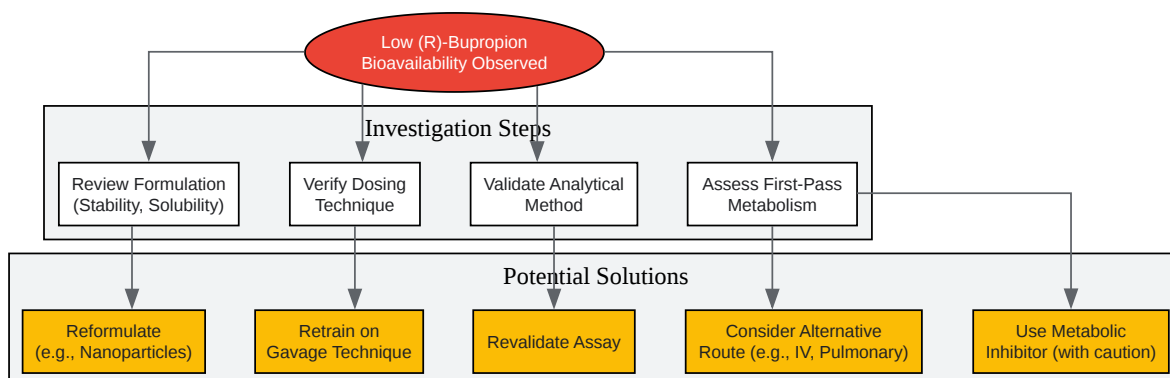 Low (R)-Bupropion
Bioavailability Observed
Investigation Steps
Review Formulation
(Stability, Solubility)
Verify Dosing
Technique
Validate Analytical
Method
Assess First-Pass
Metabolism
Potential Solutions
Reformulate
(e.g., Nanoparticles)
Retrain on
Gavage Technique
Revalidate Assay
Consider Alternative
Route (e.g., IV, Pulmonary)
Use Metabolic
Inhibitor (with caution)